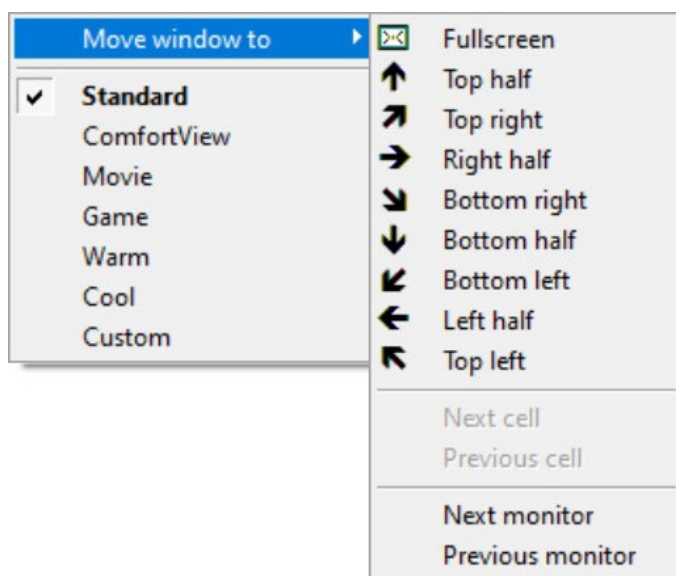 Move window to
Standard
ComfortView
Movie
Game
Warm
Cool
Custom
Fullscreen
Top half
Top right
Right half
Bottom right
Bottom half
Bottom left
Left half
Top left
Next cell
Previous cell
Next monitor
Previous monitor